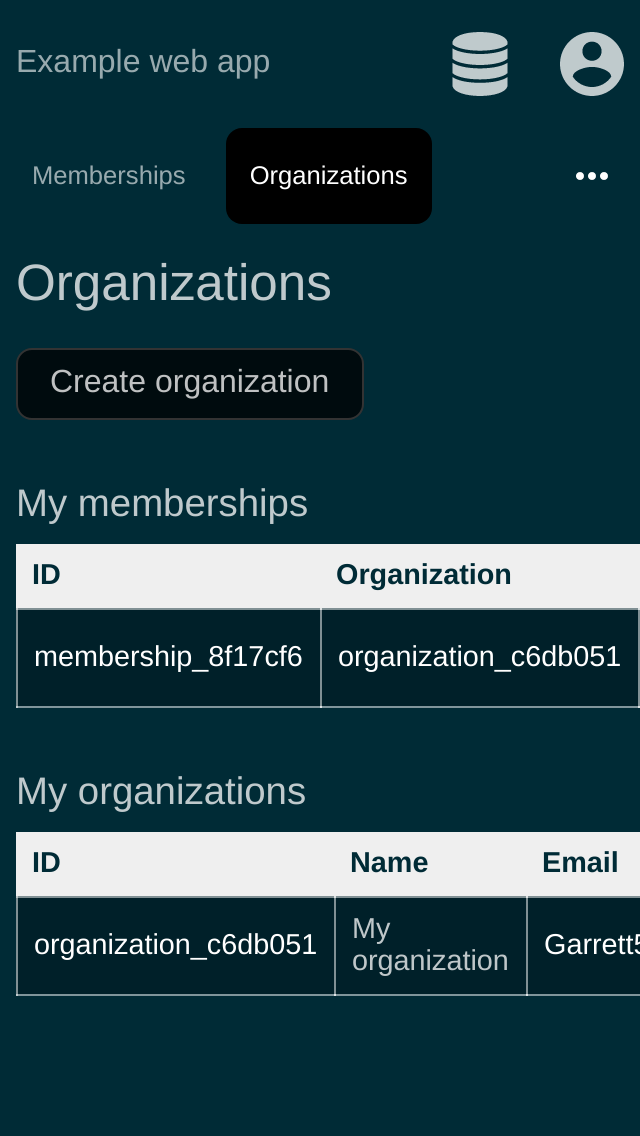 Example web app
Memberships Organizations
Organizations
Create organization
My memberships
ID Organization
membership_8f17cf6 organization_c6db051
My organizations
ID Name Email
organization_c6db051 My organization Garrett5